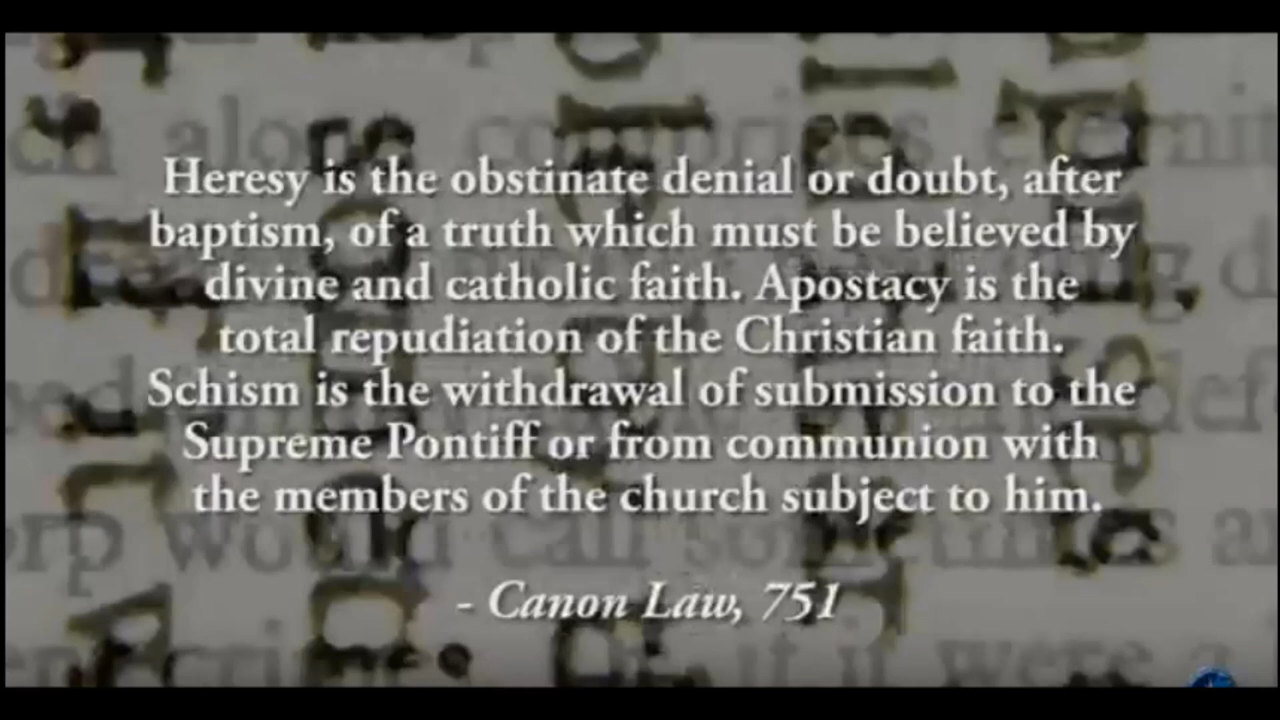 Heresy is the obstinate denial or doubt, after
baptism, of a truth which must be believed by
divine and catholic faith. Apostacy is the
total repudiation of the Christian faith.
Schism is the withdrawal of submission to the
Supreme Pontiff or from communion with
the members of the church subject to him.
- Canon Law, 751